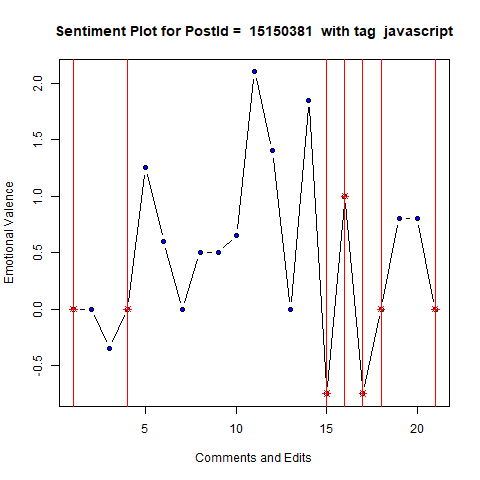 Sentiment Plot for PostId =  15150381  with tag  javascript
Emotional Valence
2.0
1.5
1.0
0.5
0.0
-0.5
5 10 15 20
Comments and Edits